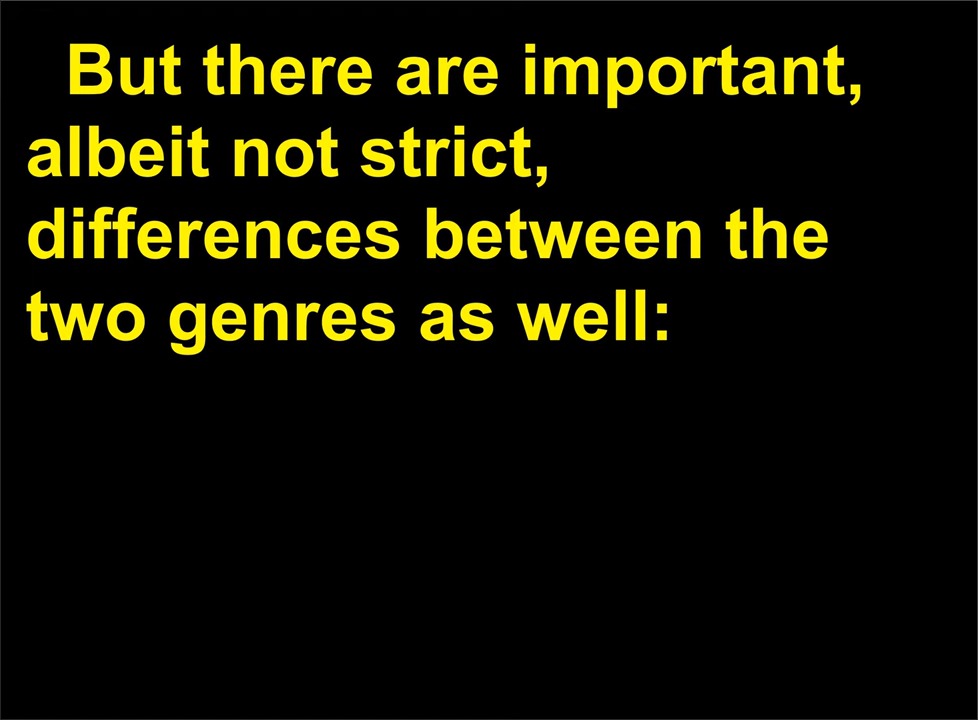 But there are important,
albeit not strict,
differences between the
two genres as well: